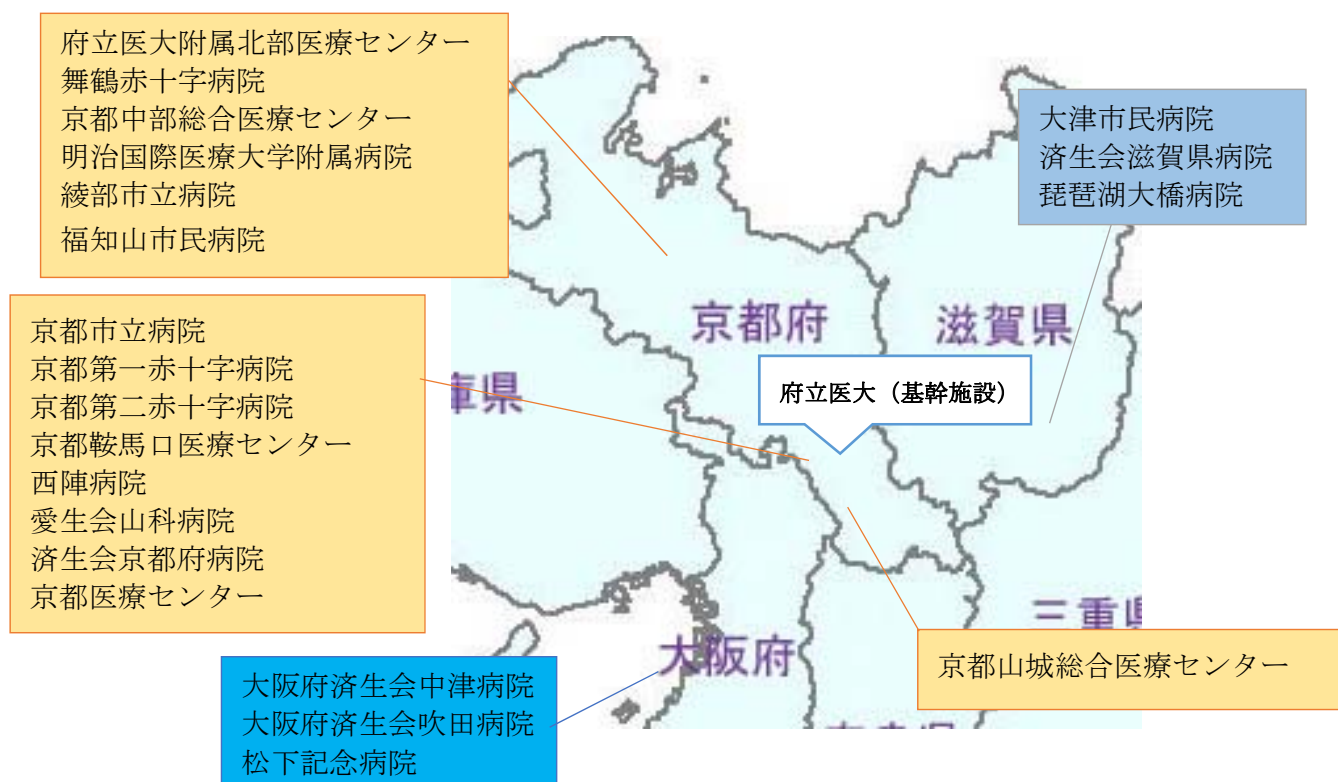 府立医大附属北部医療センター
舞鶴赤十字病院
京都中部総合医療センター
明治国際医療大学附属病院
綾部市立病院
福知山市民病院
大津市民病院
済生会滋賀県病院
琵琶湖大橋病院
京都市立病院
京都第一赤十字病院
京都第二赤十字病院
京都鞍馬口医療センター
西陣病院
愛生会山科病院
済生会京都府病院
京都医療センター
京都府
滋賀県
府立医大（基幹施設）
庫県
三重県
大阪府
京都山城総合医療センター
大阪府済生会中津病院
大阪府済生会吹田病院
松下記念病院